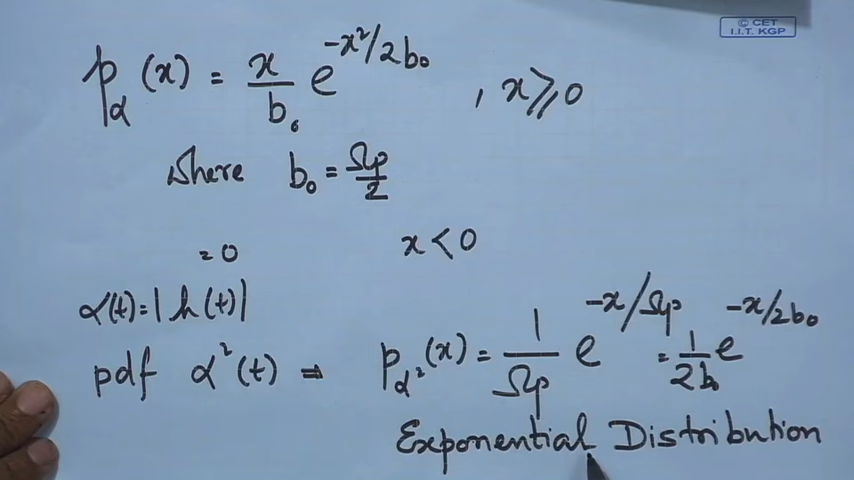 © CET
I.I.T. KGP
p_α(x) = x/b₀ e^(-x²/2b₀) , x ≥ 0
Where b₀ = Ωp/2
= 0 x < 0
α(t) = |h(t)|
pdf α²(t) = p_α²(x) = 1/Ωp e^(-x/Ωp) = 1/2b₀ e^(-x/2b₀)
Exponential Distribution